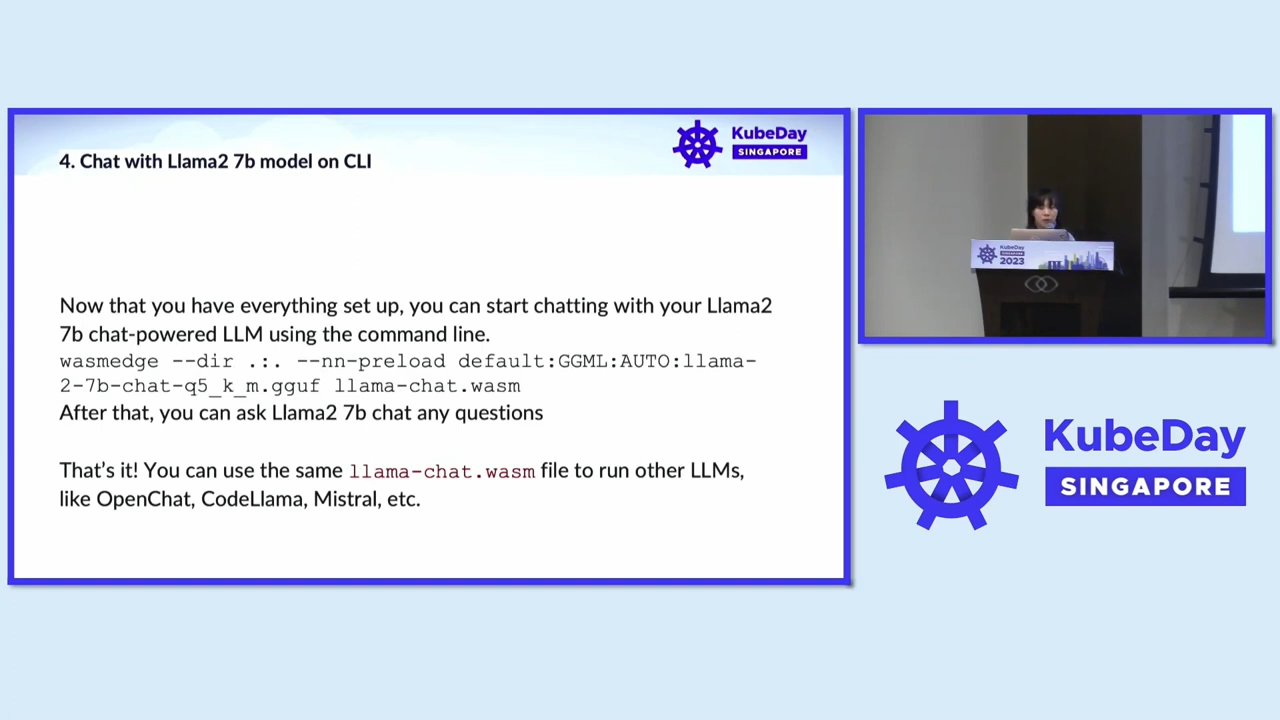 4. Chat with Llama2 7b model on CLI
KubeDay
SINGAPORE
Now that you have everything set up, you can start chatting with your Llama2
7b chat-powered LLM using the command line.
wasmedge --dir .:. --nn-preload default:GGML:AUTO:llama-
2-7b-chat-q5_k_m.gguf llama-chat.wasm
After that, you can ask Llama2 7b chat any questions
That's it! You can use the same llama-chat.wasm file to run other LLMs,
like OpenChat, CodeLlama, Mistral, etc.
KubeDay
SINGAPORE
2023
KubeDay
SINGAPORE